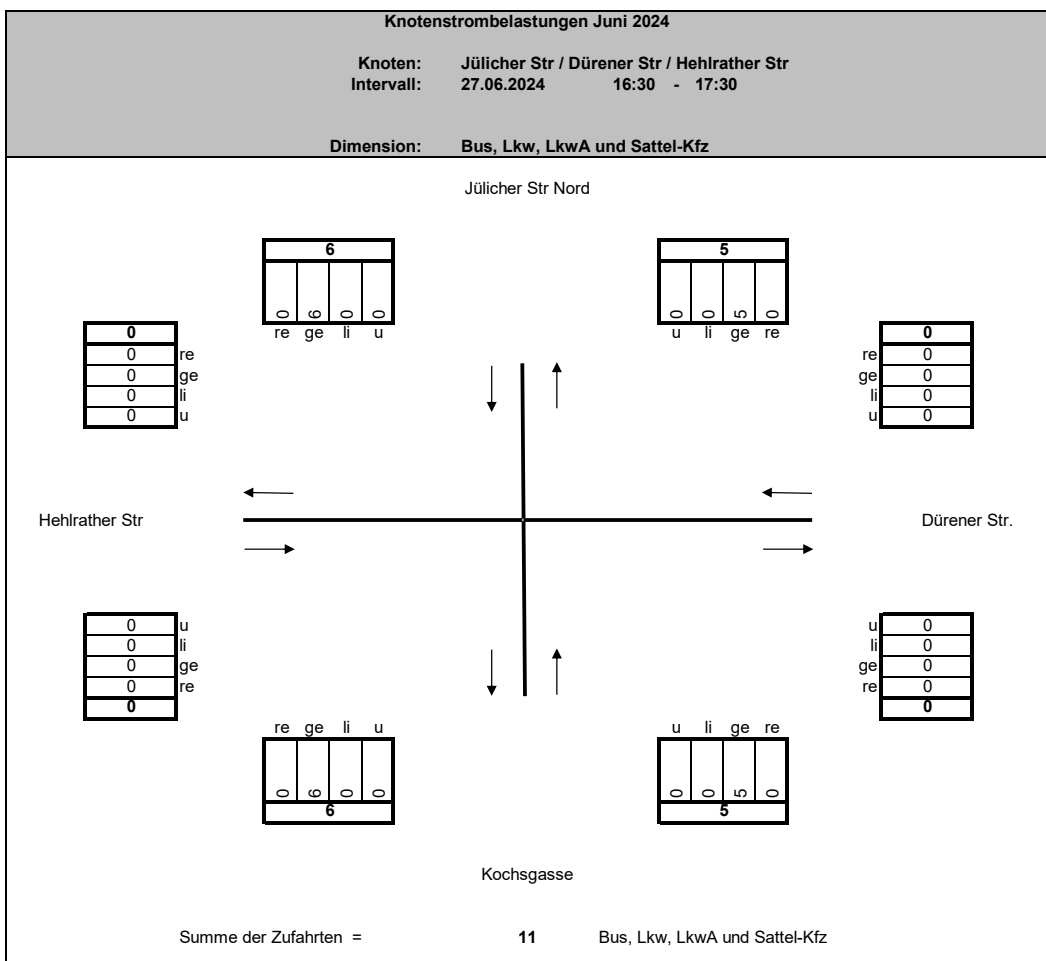 Knotenstrombelastungen Juni 2024
Knoten: Jülicher Str / Dürener Str / Hehlrather Str
Intervall: 27.06.2024 16:30 - 17:30
Dimension: Bus, Lkw, LkwA und Sattel-Kfz
Jülicher Str Nord
6 5
0 6 0 0 0 0 5 0
re ge li u u li ge re
0 0
0 re re 0
0 ge ge 0
0 li li 0
0 u u 0
Hehlrather Str Dürener Str.
0 u u 0
0 li li 0
0 ge ge 0
0 re re 0
0 0
re ge li u u li ge re
0 6 0 0 0 0 5 0
6 5
Kochsgasse
Summe der Zufahrten = 11 Bus, Lkw, LkwA und Sattel-Kfz